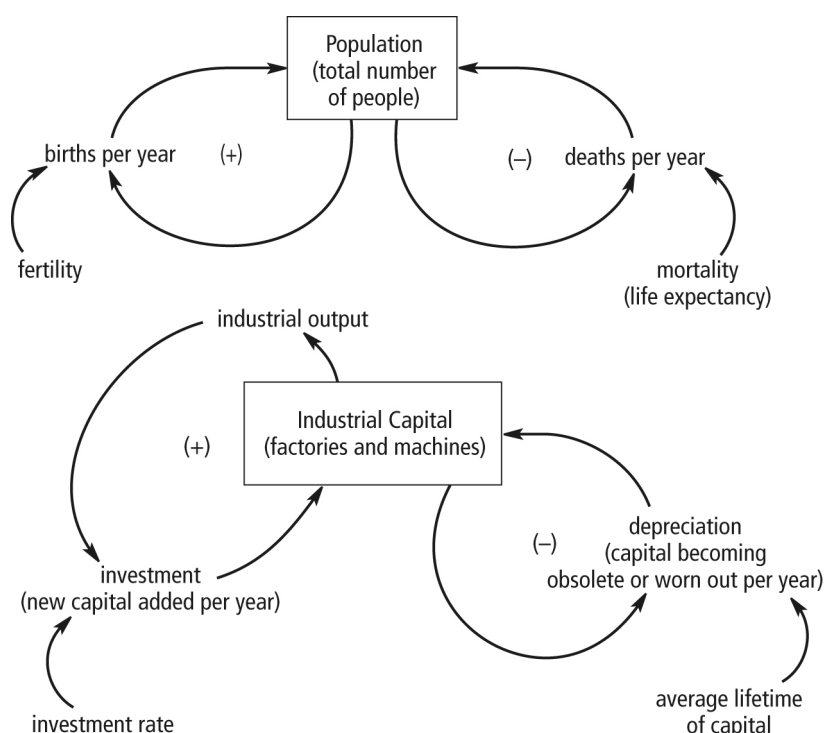 Population
(total number
of people)
births per year
(+)
(–)
deaths per year
fertility
mortality
(life expectancy)
industrial output
Industrial Capital
(factories and machines)
(+)
depreciation
(capital becoming
obsolete or worn out per year)
(–)
investment
(new capital added per year)
average lifetime
of capital
investment rate